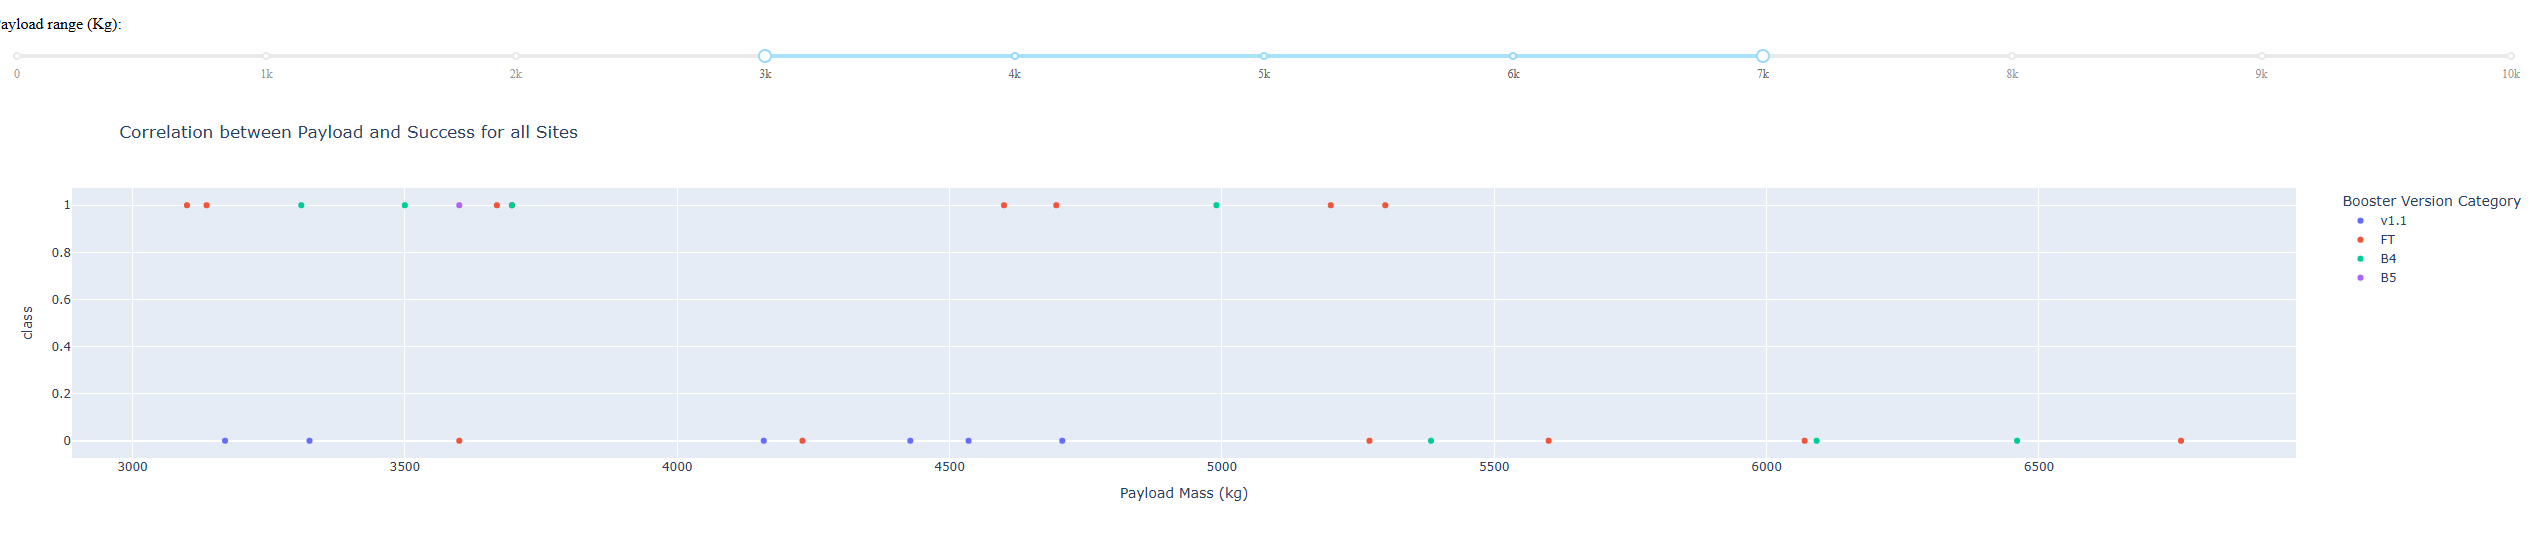 ayload range (Kg):
0 1k 2k 3k 4k 5k 6k 7k 8k 9k 10k
Correlation between Payload and Success for all Sites
Booster Version Category
v1.1
FT
B4
B5
1
0.8
0.6
0.4
0.2
0
class
3000 3500 4000 4500 5000 5500 6000 6500
Payload Mass (kg)